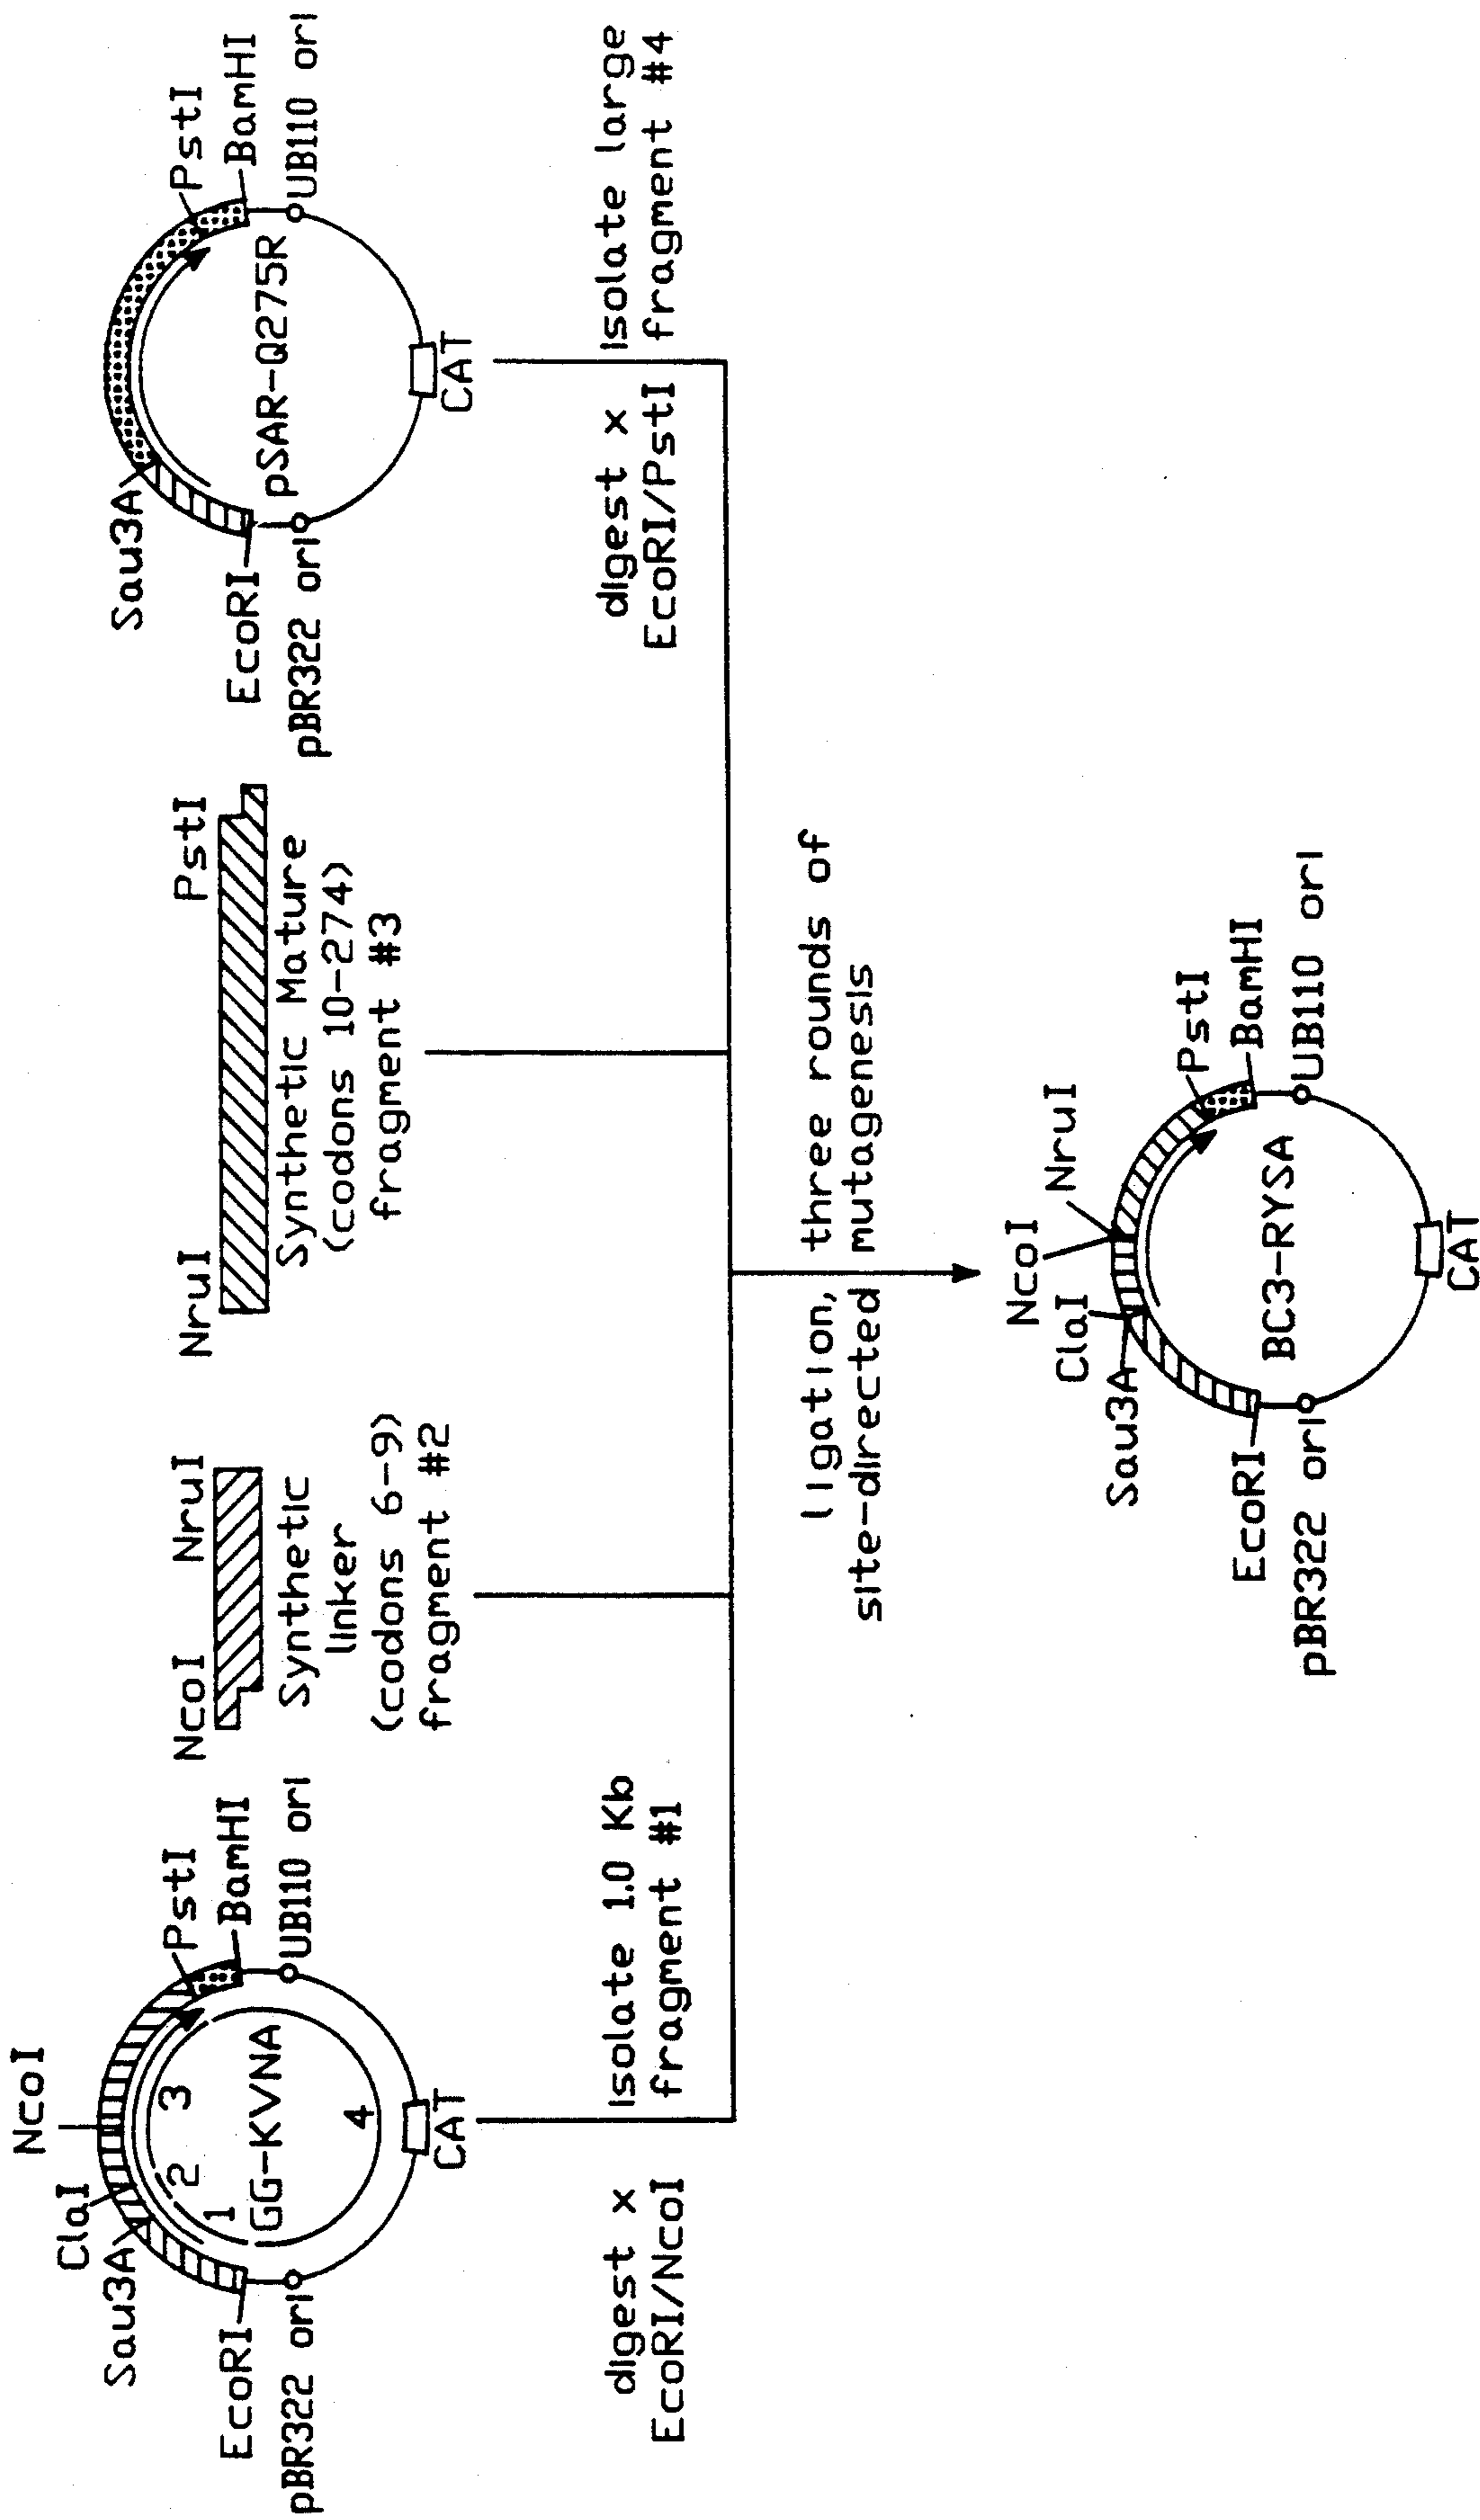 NcoI
ClaI
Sau3A
PstI
EcoRI
BamHI
pBR322 ori
UB110 ori
1
2
3
4
GG-KVNA
CAT
NcoI
NruI
Synthetic
linker
(codons 6-9)
fragment #2
NruI
PstI
Synthetic Mature
(codons 10-274)
fragment #3
Sau3A
PstI
EcoRI
BamHI
pBR322 ori
UB110 ori
pSAR-Q275R
CAT
digest x
EcoRI/NcoI
isolate 1.0 Kb
fragment #1
digest x
EcoRI/PstI
isolate large
fragment #4
ligation, three rounds of
site-directed mutagenesis
NcoI
NruI
ClaI
Sau3A
PstI
EcoRI
BamHI
pBR322 ori
UB110 ori
BC3-RYSA
CAT